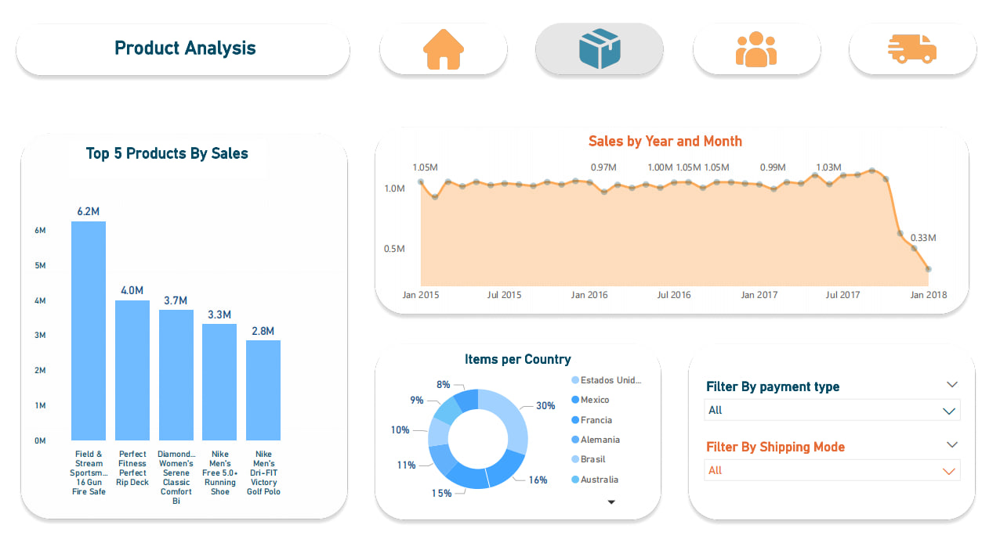 Product Analysis
Top 5 Products By Sales
6.2M
4.0M
3.7M
3.3M
2.8M
6M
5M
4M
3M
2M
1M
0M
Field &
Stream
Sportsm...
16 Gun
Fire Safe
Perfect
Fitness
Perfect
Rip Deck
Diamond...
Women's
Serene
Classic
Comfort
Bi
Nike
Men's
Free 5.0+
Running
Shoe
Nike
Men's
Dri-FIT
Victory
Golf Polo
Sales by Year and Month
1.05M 0.97M 1.00M 1.05M 1.05M 0.99M 1.03M
1.0M
0.5M
0.33M
Jan 2015 Jul 2015 Jan 2016 Jul 2016 Jan 2017 Jul 2017 Jan 2018
Items per Country
8%
9%
10%
11%
15%
16%
30%
Estados Unid...
Mexico
Francia
Alemania
Brasil
Australia
Filter By payment type
All
Filter By Shipping Mode
All